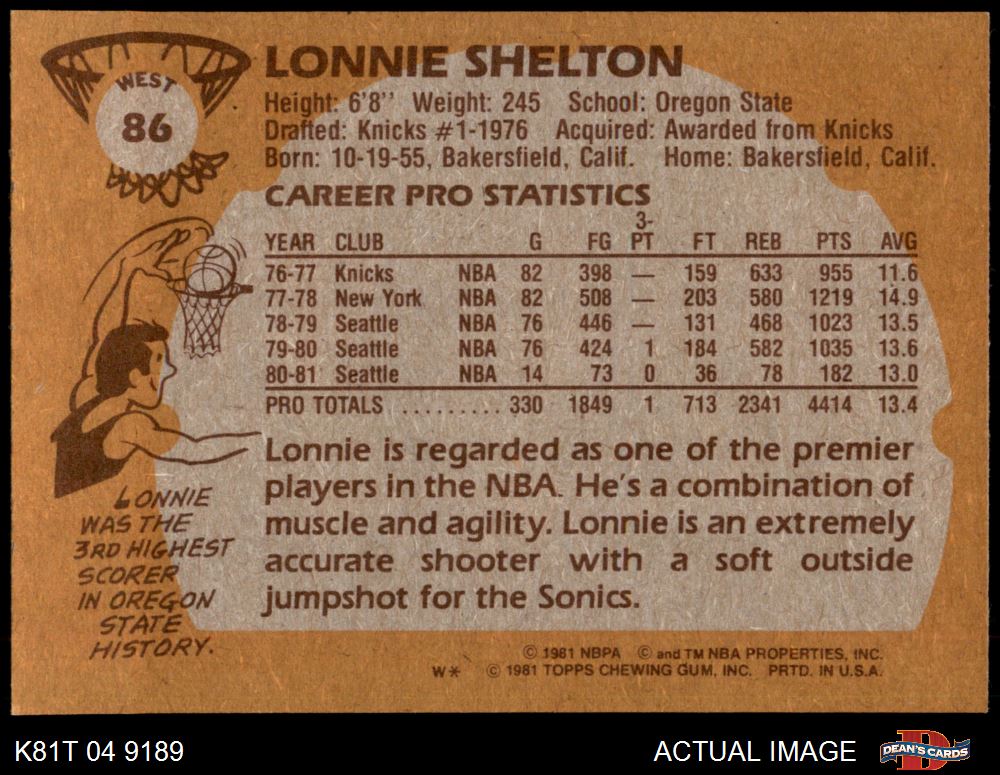 WEST
86
LONNIE SHELTON
Height: 6'8'' Weight: 245 School: Oregon State
Drafted: Knicks #1-1976 Acquired: Awarded from Knicks
Born: 10-19-55, Bakersfield, Calif. Home: Bakersfield, Calif.
CAREER PRO STATISTICS
YEAR CLUB G FG 3-PT FT REB PTS AVG
76-77 Knicks NBA 82 398 — 159 633 955 11.6
77-78 New York NBA 82 508 — 203 580 1219 14.9
78-79 Seattle NBA 76 446 — 131 468 1023 13.5
79-80 Seattle NBA 76 424 1 184 582 1035 13.6
80-81 Seattle NBA 14 73 0 36 78 182 13.0
PRO TOTALS .......... 330 1849 1 713 2341 4414 13.4
Lonnie is regarded as one of the premier
players in the NBA. He's a combination of
muscle and agility. Lonnie is an extremely
accurate shooter with a soft outside
jumpshot for the Sonics.
LONNIE
WAS THE
3RD HIGHEST
SCORER
IN OREGON
STATE
HISTORY.
© 1981 NBPA © and TM NBA PROPERTIES, INC.
W* © 1981 TOPPS CHEWING GUM, INC. PRTD. IN U.S.A.
K81T 04 9189
ACTUAL IMAGE
DEAN'S CARDS